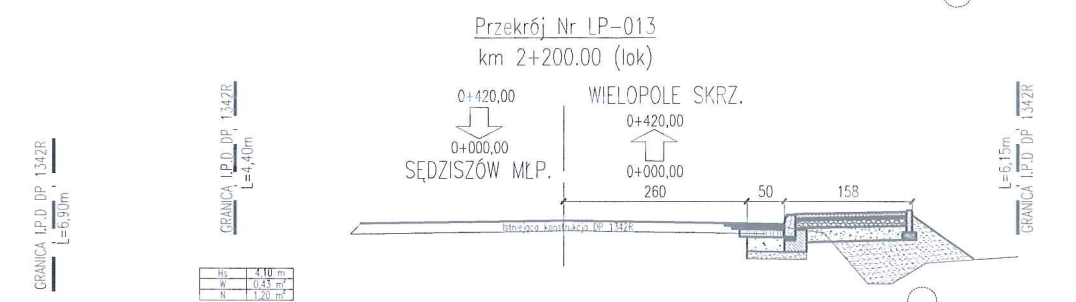 Przekrój Nr LP-013
km 2+200.00 (lok)
0+420,00
0+000,00
SĘDZISZÓW MŁP.
WIELOPOLE SKRZ.
0+420,00
0+000,00
260
50
158
GRANICA I.P.D DP 1342R
L=6,90m
GRANICA I.P.D DP 1342R
L=4,40m
GRANICA I.P.D DP 1342R
L=6,15m
Istniejąca konstrukcja DP 1342R
Hs 4,10 m
W 0,43 m²
N 1,20 m²